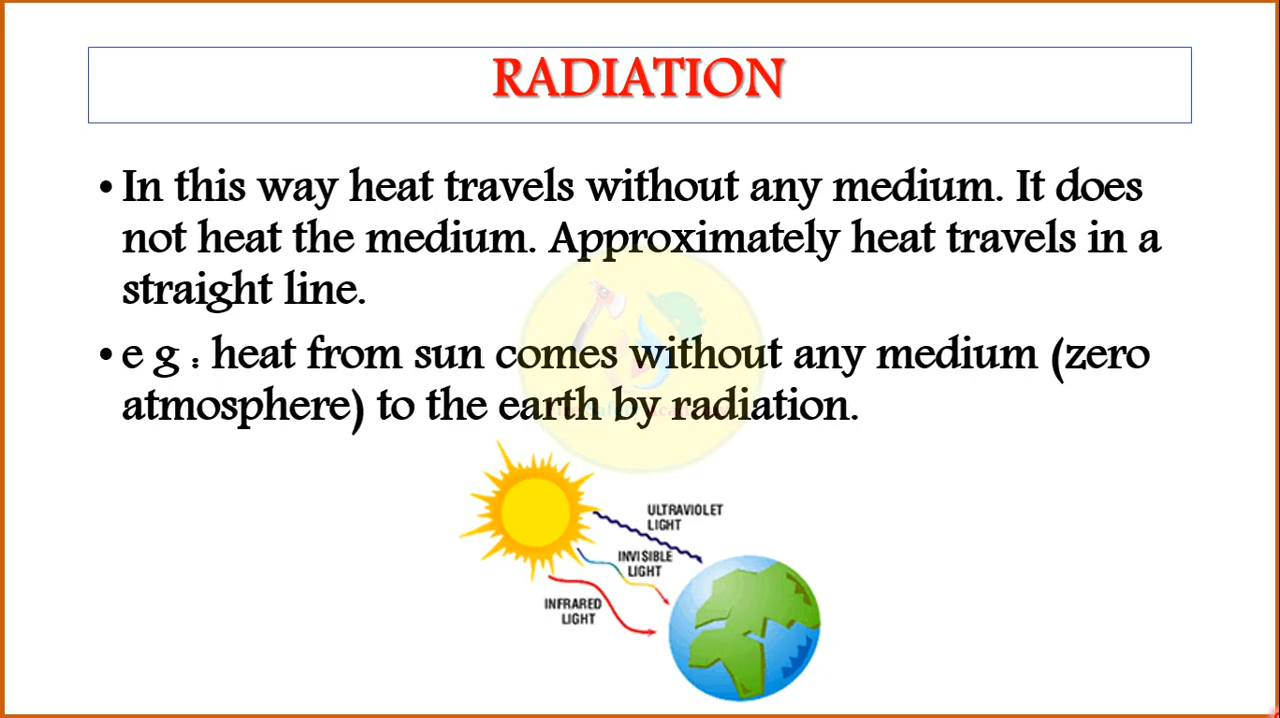 RADIATION
• In this way heat travels without any medium. It does
not heat the medium. Approximately heat travels in a
straight line.
• e g : heat from sun comes without any medium (zero
atmosphere) to the earth by radiation.
ULTRAVIOLET
LIGHT
INVISIBLE
LIGHT
INFRARED
LIGHT